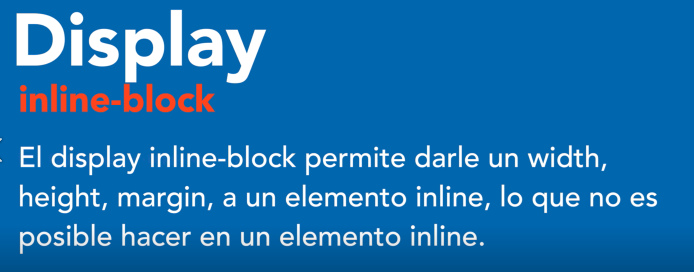 Display
inline-block
El display inline-block permite darle un width,
height, margin, a un elemento inline, lo que no es
posible hacer en un elemento inline.